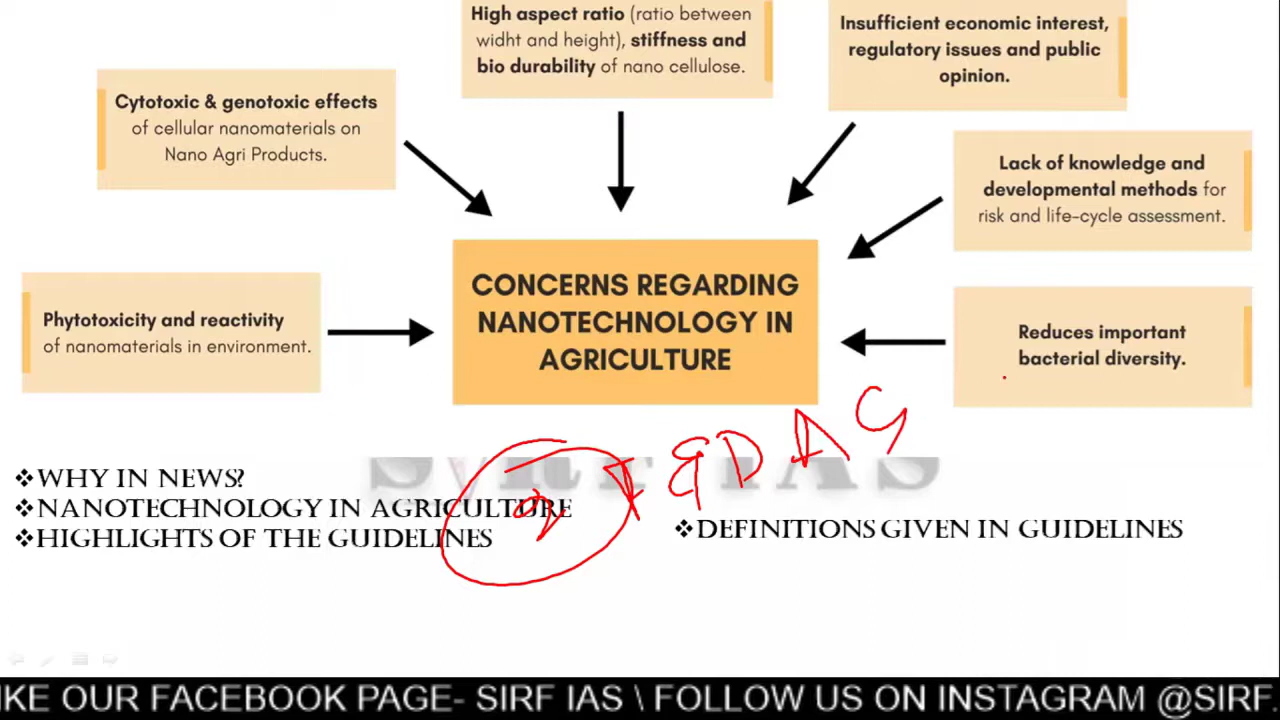 High aspect ratio (ratio between
widht and height), stiffness and
bio durability of nano cellulose.
Insufficient economic interest,
regulatory issues and public
opinion.
Cytotoxic & genotoxic effects
of cellular nanomaterials on
Nano Agri Products.
Lack of knowledge and
developmental methods for
risk and life-cycle assessment.
CONCERNS REGARDING
NANOTECHNOLOGY IN
AGRICULTURE
Phytotoxicity and reactivity
of nanomaterials in environment.
Reduces important
bacterial diversity.
SIRF IAS
❖WHY IN NEWS?
❖NANOTECHNOLOGY IN AGRICULTURE
❖HIGHLIGHTS OF THE GUIDELINES
❖DEFINITIONS GIVEN IN GUIDELINES
IKE OUR FACEBOOK PAGE- SIRF IAS \ FOLLOW US ON INSTAGRAM @SIRF.